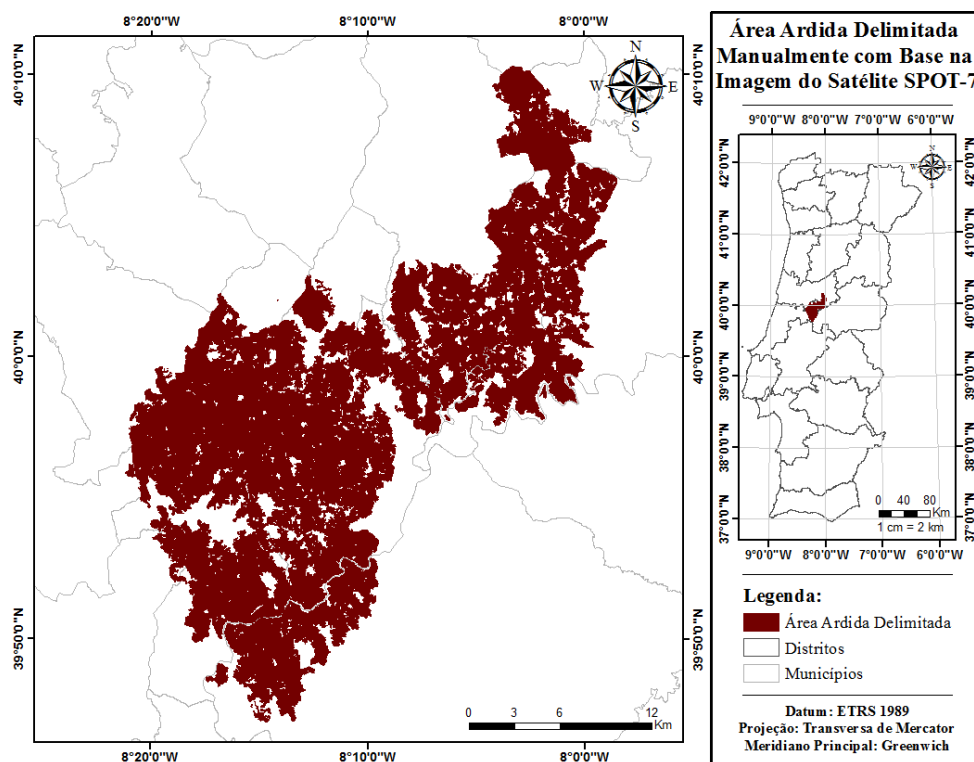 8°20'0"W 8°10'0"W 8°0'0"W
40°10'0"N 40°0'0"N 39°50'0"N
N
W E
S
40°10'0"N 40°0'0"N 39°50'0"N
0 3 6 12
Km
8°20'0"W 8°10'0"W 8°0'0"W
Área Ardida Delimitada
Manualmente com Base na
Imagem do Satélite SPOT-7
9°0'0"W 8°0'0"W 7°0'0"W 6°0'0"W
42°0'0"N 41°0'0"N 40°0'0"N 39°0'0"N 38°0'0"N 37°0'0"N
N
W E
S
42°0'0"N 41°0'0"N 40°0'0"N 39°0'0"N 38°0'0"N 37°0'0"N
0 40 80
Km
1 cm = 2 km
9°0'0"W 8°0'0"W 7°0'0"W 6°0'0"W
Legenda:
Área Ardida Delimitada
Distritos
Municípios
Datum: ETRS 1989
Projeção: Transversa de Mercator
Meridiano Principal: Greenwich